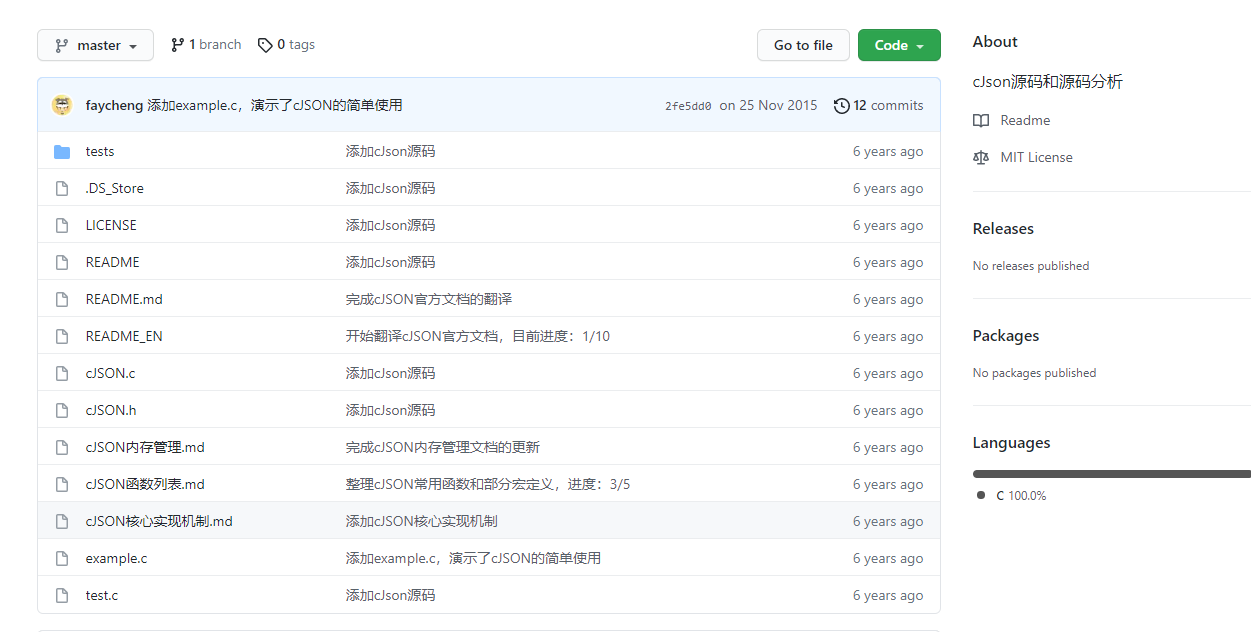 master 1 branch 0 tags Go to file Code
faycheng 添加example.c，演示了cJSON的简单使用 2fe5dd0 on 25 Nov 2015 12 commits
tests 添加cJson源码 6 years ago
.DS_Store 添加cJson源码 6 years ago
LICENSE 添加cJson源码 6 years ago
README 添加cJson源码 6 years ago
README.md 完成cJSON官方文档的翻译 6 years ago
README_EN 开始翻译cJSON官方文档，目前进度：1/10 6 years ago
cJSON.c 添加cJson源码 6 years ago
cJSON.h 添加cJson源码 6 years ago
cJSON内存管理.md 完成cJSON内存管理文档的更新 6 years ago
cJSON函数列表.md 整理cJSON常用函数和部分宏定义，进度：3/5 6 years ago
cJSON核心实现机制.md 添加cJSON核心实现机制 6 years ago
example.c 添加example.c，演示了cJSON的简单使用 6 years ago
test.c 添加cJson源码 6 years ago
About
cJson源码和源码分析
Readme
MIT License
Releases
No releases published
Packages
No packages published
Languages
C 100.0%